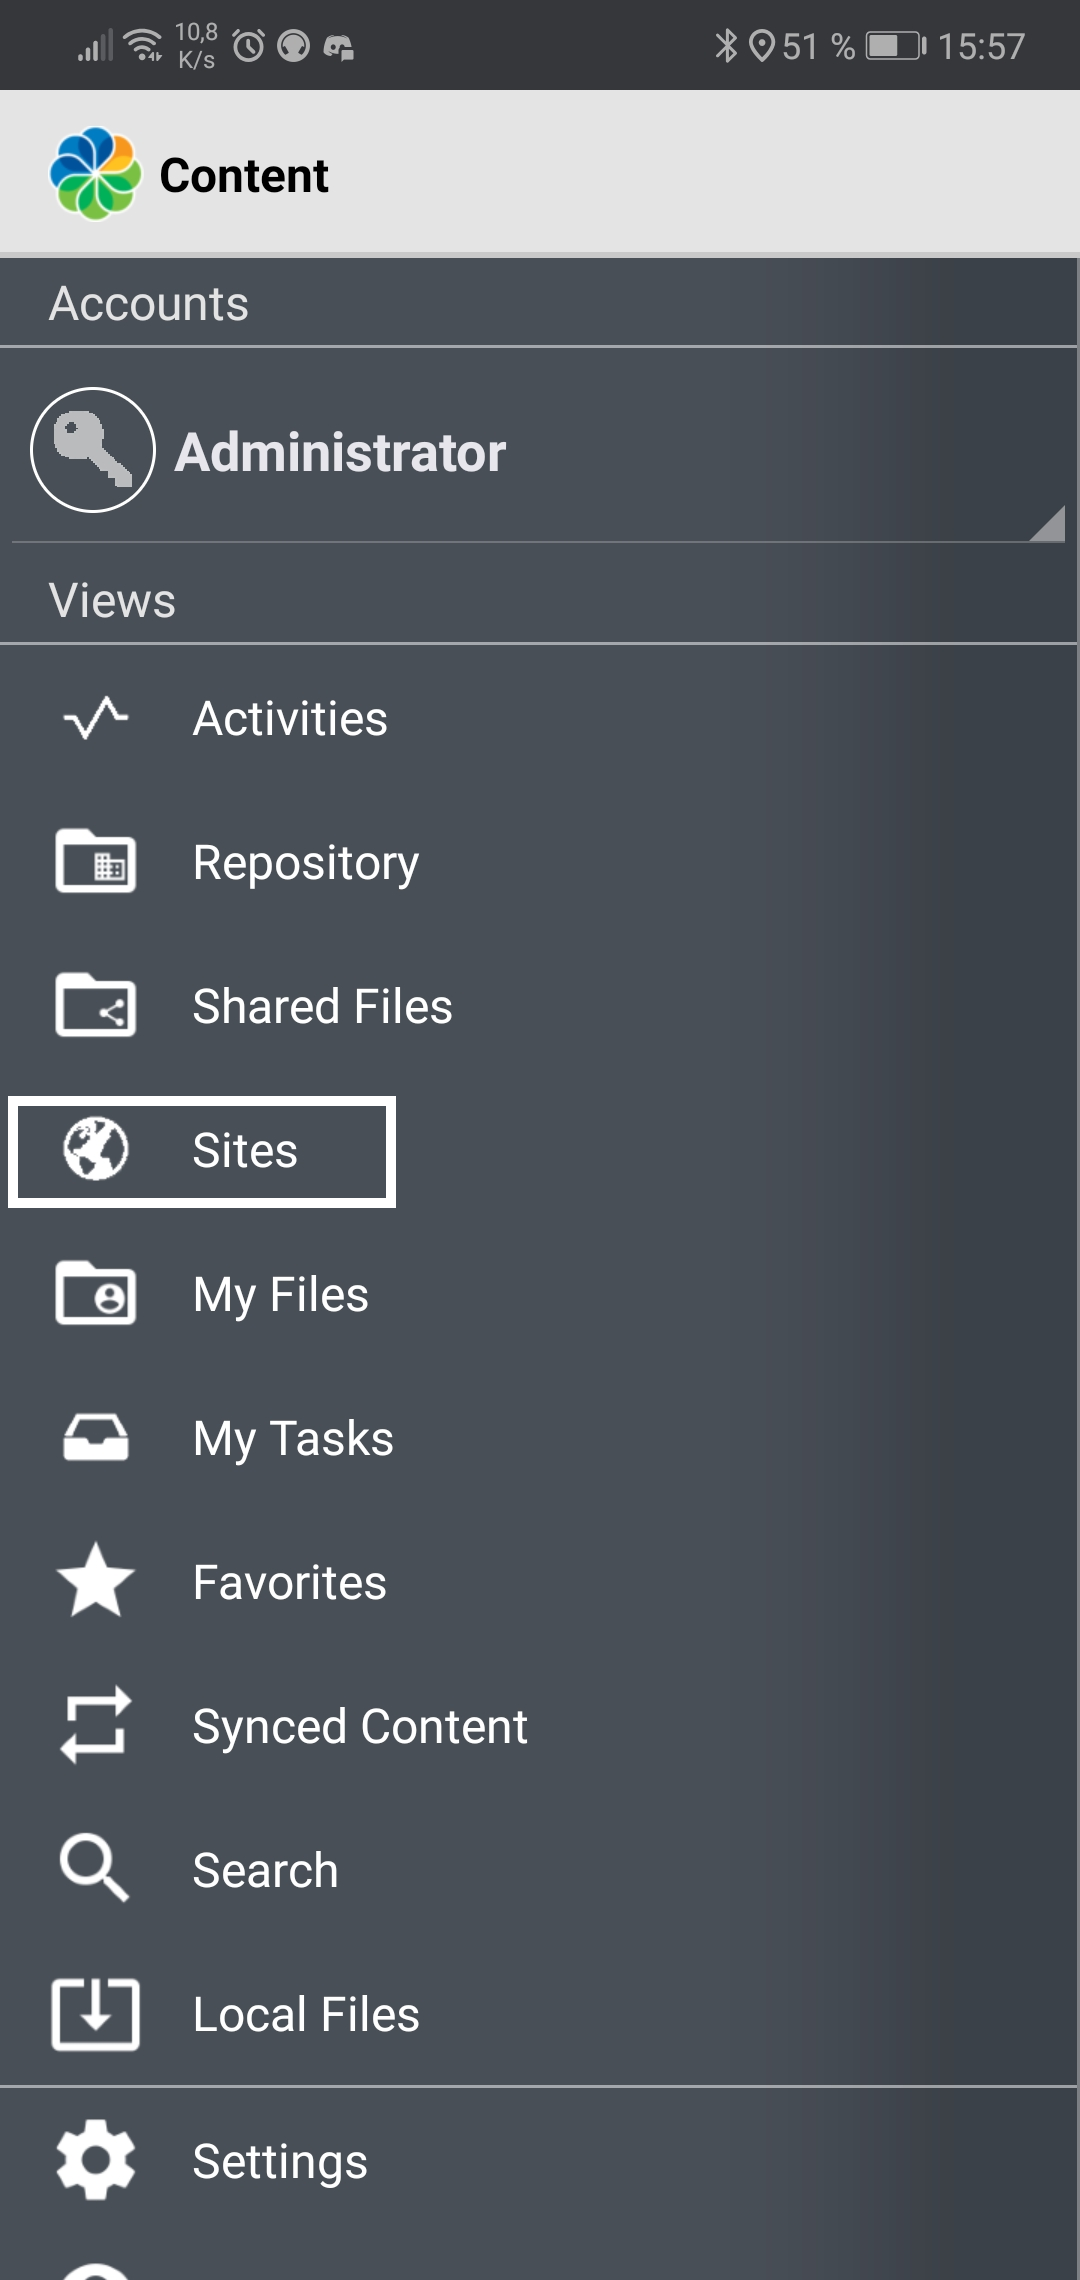 10,8
K/s
51 %
15:57
Content
Accounts
Administrator
Views
Activities
Repository
Shared Files
Sites
My Files
My Tasks
Favorites
Synced Content
Search
Local Files
Settings